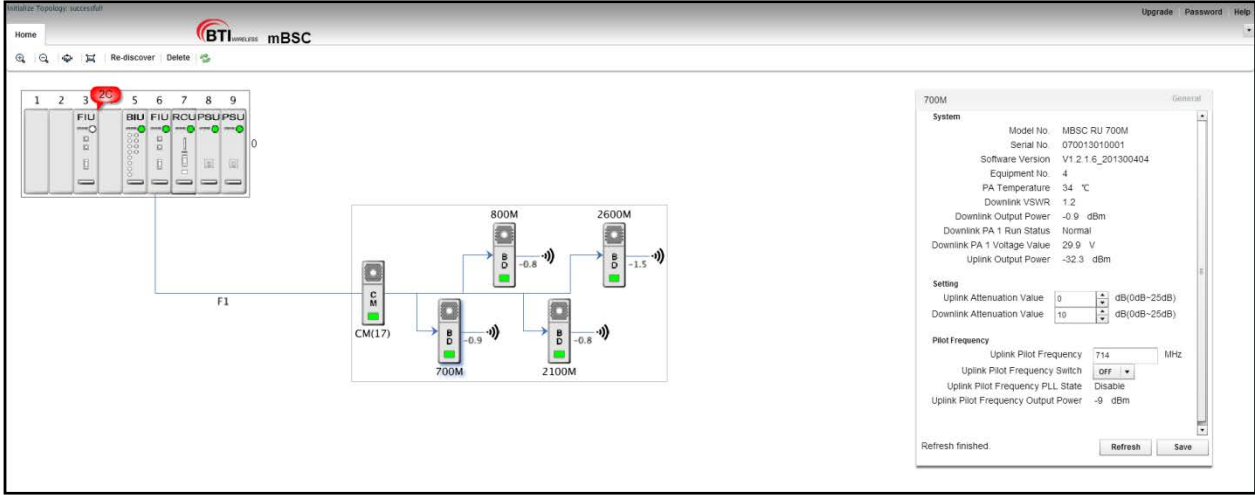 Initialize Topology: successful!
Upgrade Password Help
Home
BTI WIRELESS mBSC
Re-discover Delete
1 2 3 20 5 6 7 8 9
FIU BIU FIU RCU PSU PSU
0
F1
800M 2600M
BD -0.8 BD -1.5
CM
CM(17)
BD -0.9 BD -0.8
700M 2100M
700M General
System
Model No. MBSC RU 700M
Serial No. 070013010001
Software Version V1.2.1.6_201300404
Equipment No. 4
PA Temperature 34 ℃
Downlink VSWR 1.2
Downlink Output Power -0.9 dBm
Downlink PA 1 Run Status Normal
Downlink PA 1 Voltage Value 29.9 V
Uplink Output Power -32.3 dBm
Setting
Uplink Attenuation Value 0 dB(0dB~25dB)
Downlink Attenuation Value 10 dB(0dB~25dB)
Pilot Frequency
Uplink Pilot Frequency 714 MHz
Uplink Pilot Frequency Switch OFF
Uplink Pilot Frequency PLL State Disable
Uplink Pilot Frequency Output Power -9 dBm
Refresh finished. Refresh Save